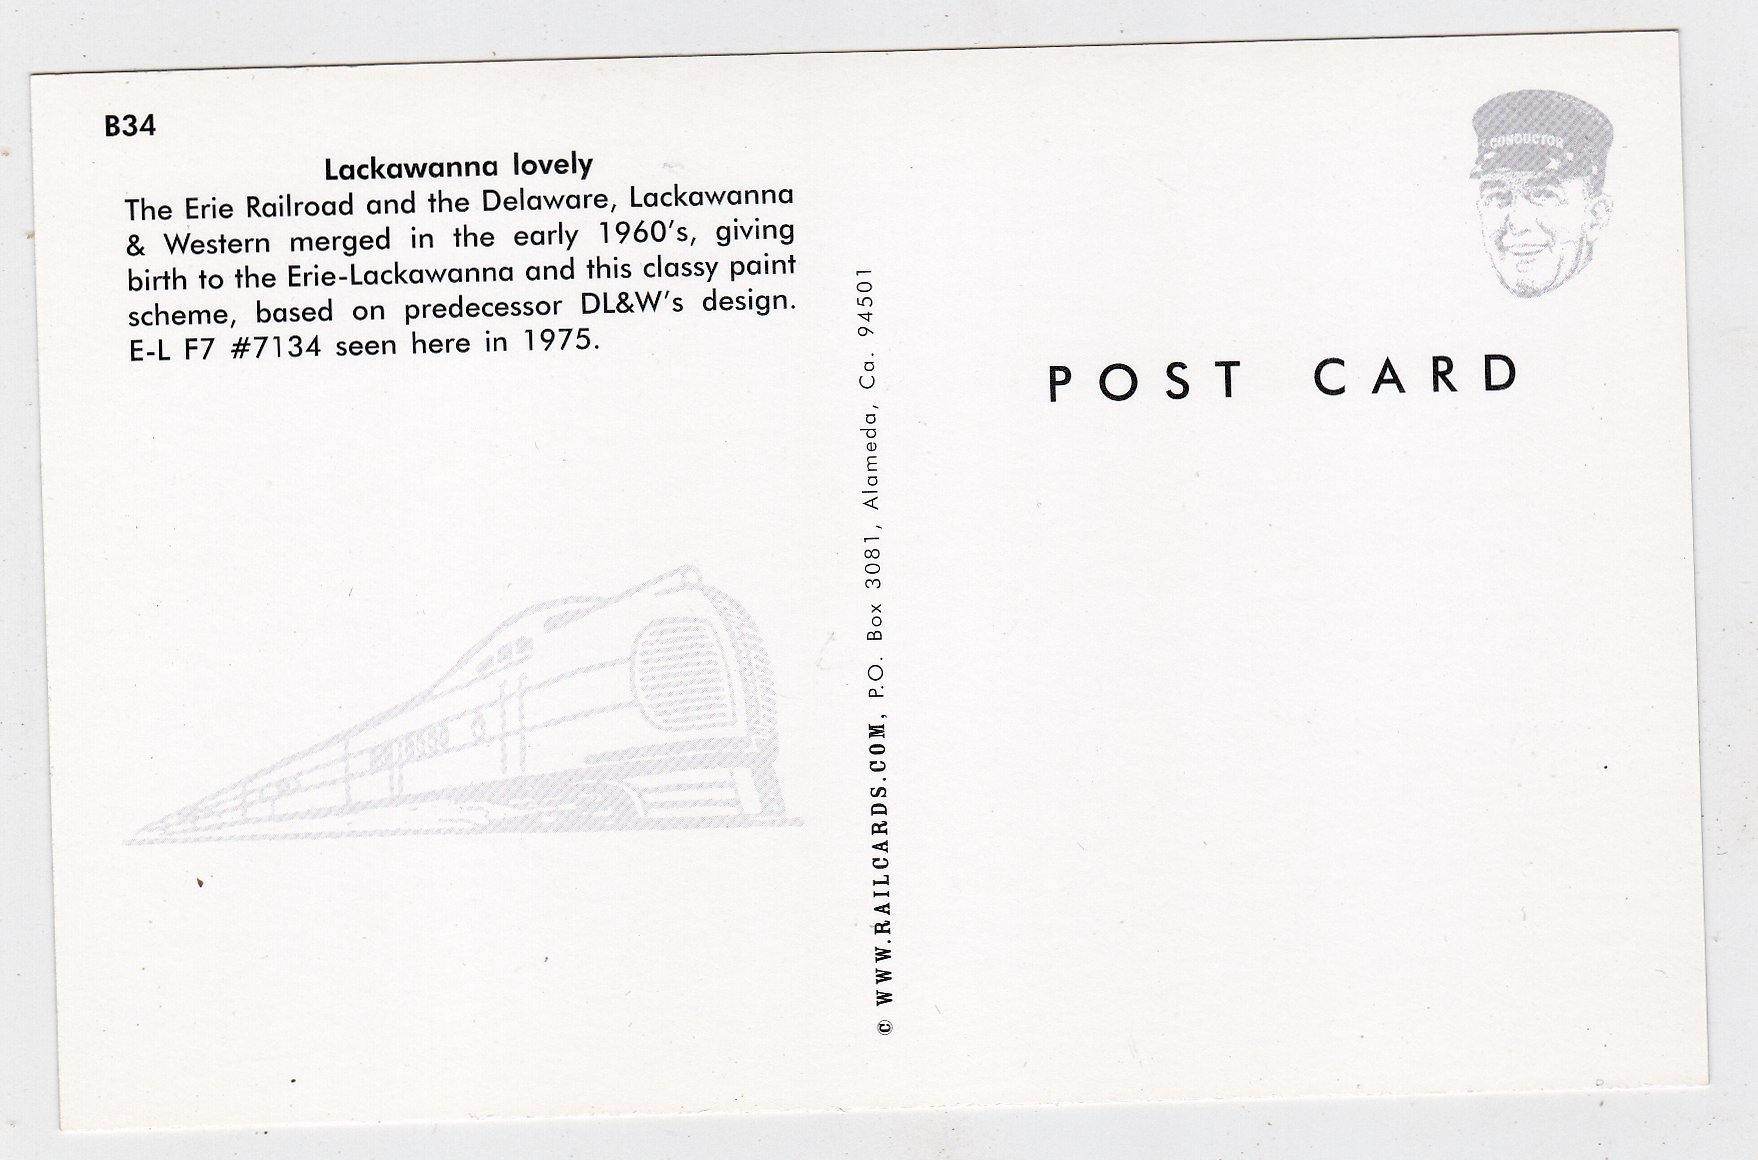 B34
Lackawanna lovely
The Erie Railroad and the Delaware, Lackawanna
& Western merged in the early 1960's, giving
birth to the Erie-Lackawanna and this classy paint
scheme, based on predecessor DL&W's design.
E-L F7 #7134 seen here in 1975.
© WWW.RAILCARDS.COM, P.O. Box 3081, Alameda, Ca. 94501
CONDUCTOR
POST CARD